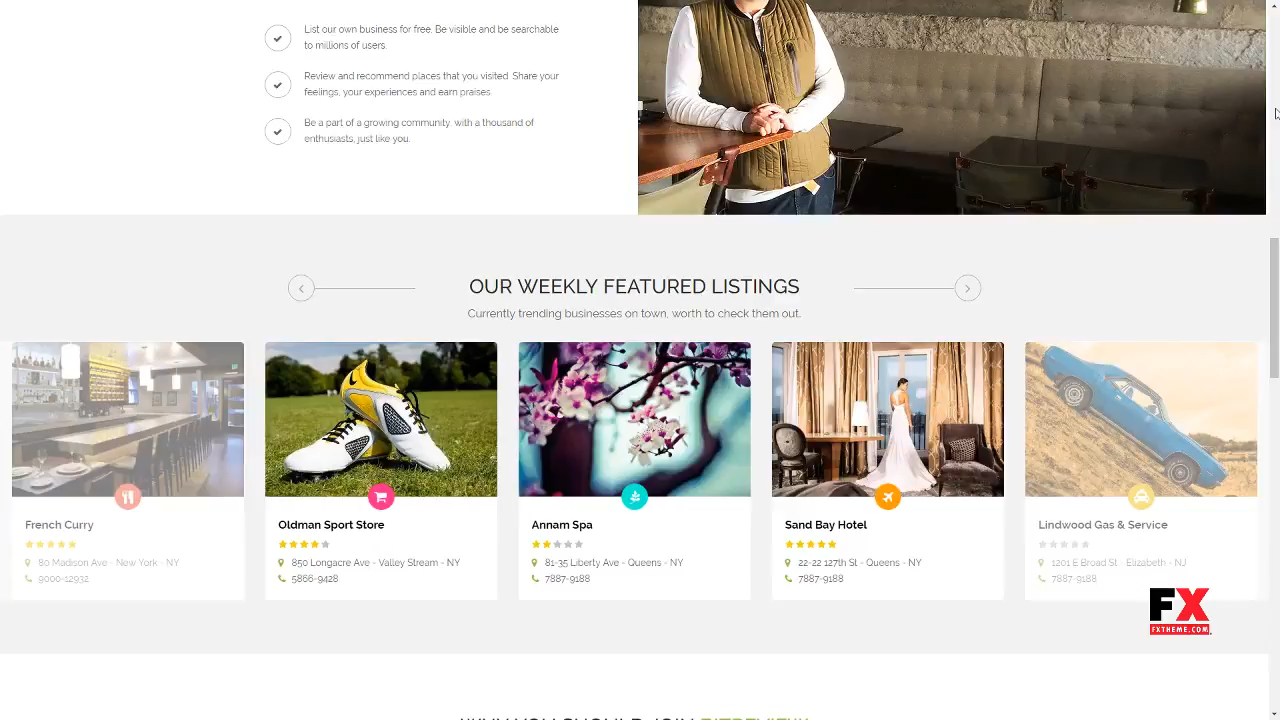 List our own business for free. Be visible and be searchable
to millions of users.
Review and recommend places that you visited. Share your
feelings, your experiences and earn praises
Be a part of a growing community, with a thousand of
enthusiasts, just like you.
OUR WEEKLY FEATURED LISTINGS
Currently trending businesses on town, worth to check them out.
French Curry
80 Madison Ave - New York - NY
9000-12932
Oldman Sport Store
850 Longacre Ave - Valley Stream - NY
5866-9428
Annam Spa
81-35 Liberty Ave - Queens - NY
7887-9188
Sand Bay Hotel
22-22 127th St - Queens - NY
7887-9188
Lindwood Gas & Service
1201 E Broad St - Elizabeth - NJ
7887-9188
FX
FXTHEME.COM
WHY YOU SHOULD JOIN